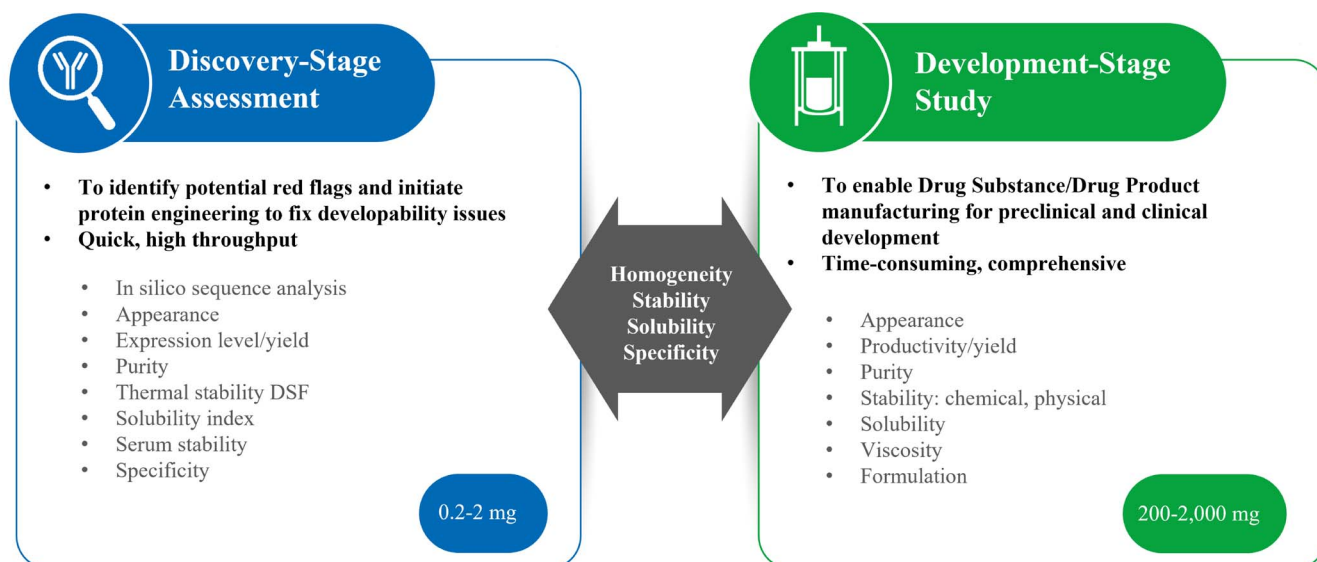 Discovery-Stage
Assessment
• To identify potential red flags and initiate
protein engineering to fix developability issues
• Quick, high throughput
• In silico sequence analysis
• Appearance
• Expression level/yield
• Purity
• Thermal stability DSF
• Solubility index
• Serum stability
• Specificity
0.2-2 mg
Homogeneity
Stability
Solubility
Specificity
Development-Stage
Study
• To enable Drug Substance/Drug Product
manufacturing for preclinical and clinical
development
• Time-consuming, comprehensive
• Appearance
• Productivity/yield
• Purity
• Stability: chemical, physical
• Solubility
• Viscosity
• Formulation
200-2,000 mg